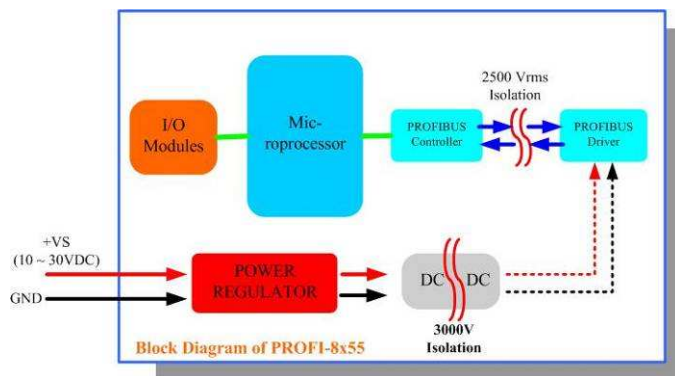 2500 Vrms
Isolation
I/O
Modules
Mic-
roprocessor
PROFIBUS
Controller
PROFIBUS
Driver
+VS
(10 ~ 30VDC)
GND
POWER
REGULATOR
DC DC
3000V
Isolation
Block Diagram of PROFI-8x55